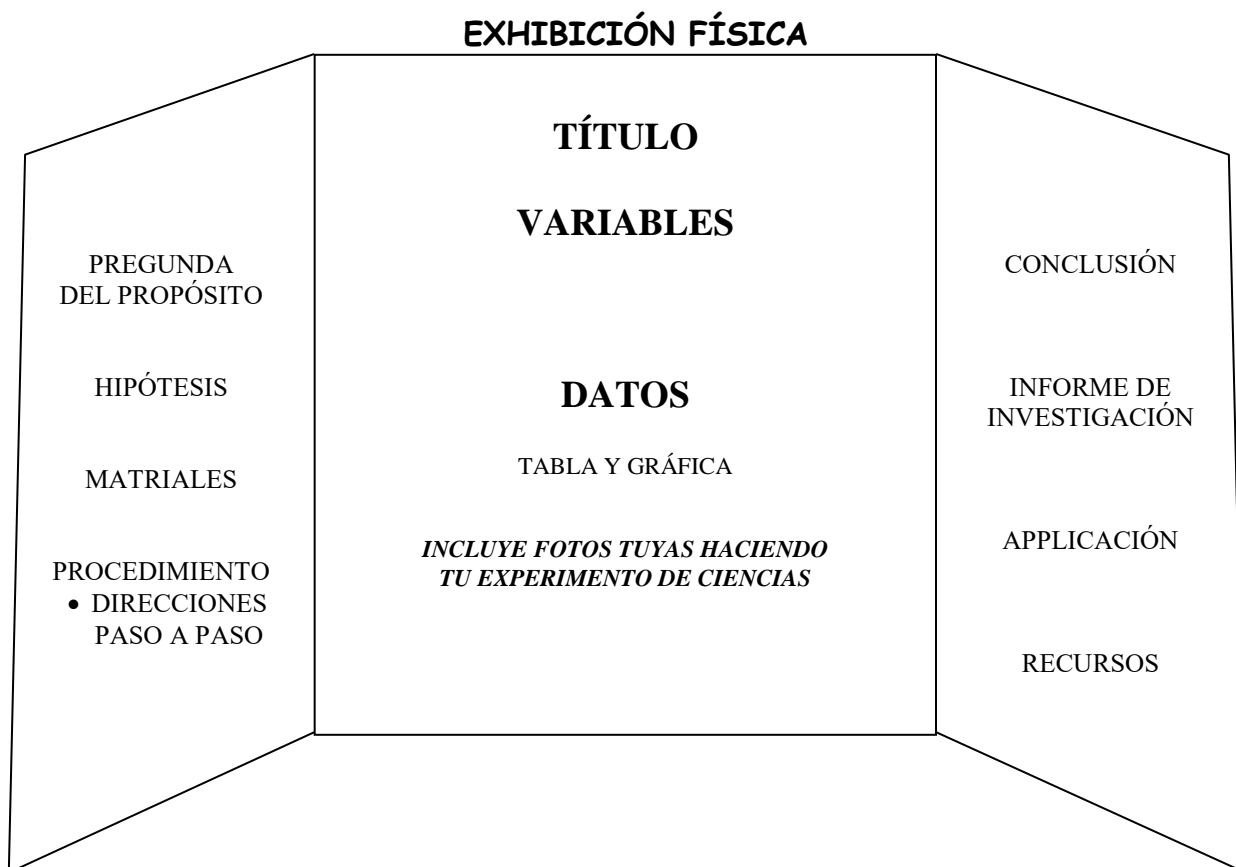 EXHIBICIÓN FÍSICA
PREGUNDA
DEL PROPÓSITO
HIPÓTESIS
MATRIALES
PROCEDIMIENTO
• DIRECCIONES
PASO A PASO
TÍTULO
VARIABLES
DATOS
TABLA Y GRÁFICA
INCLUYE FOTOS TUYAS HACIENDO
TU EXPERIMENTO DE CIENCIAS
CONCLUSIÓN
INFORME DE
INVESTIGACIÓN
APPLICACIÓN
RECURSOS